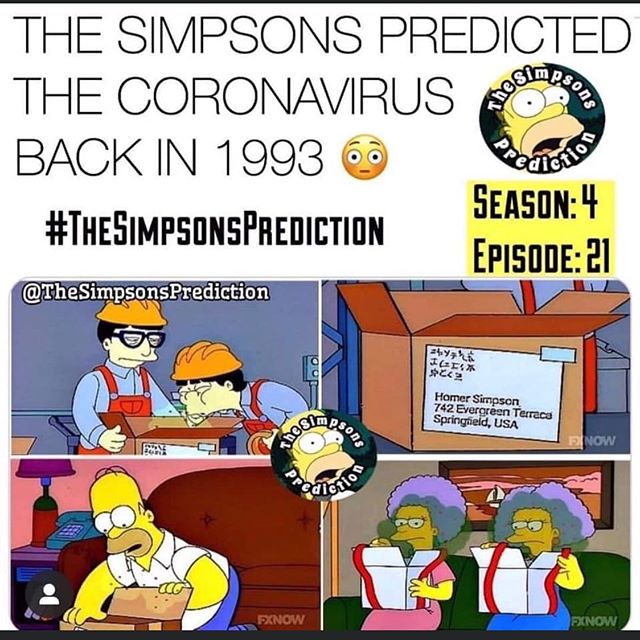 THE SIMPSONS PREDICTED
THE CORONAVIRUS
BACK IN 1993 😳
The Simpsons
Prediction
#THESIMPSONSPREDICTION
SEASON: 4
EPISODE: 21
@TheSimpsonsPrediction
Homer Simpson
742 Evergreen Terrace
Springfield, USA
FXNOW
The Simpsons
Prediction
FXNOW
FXNOW